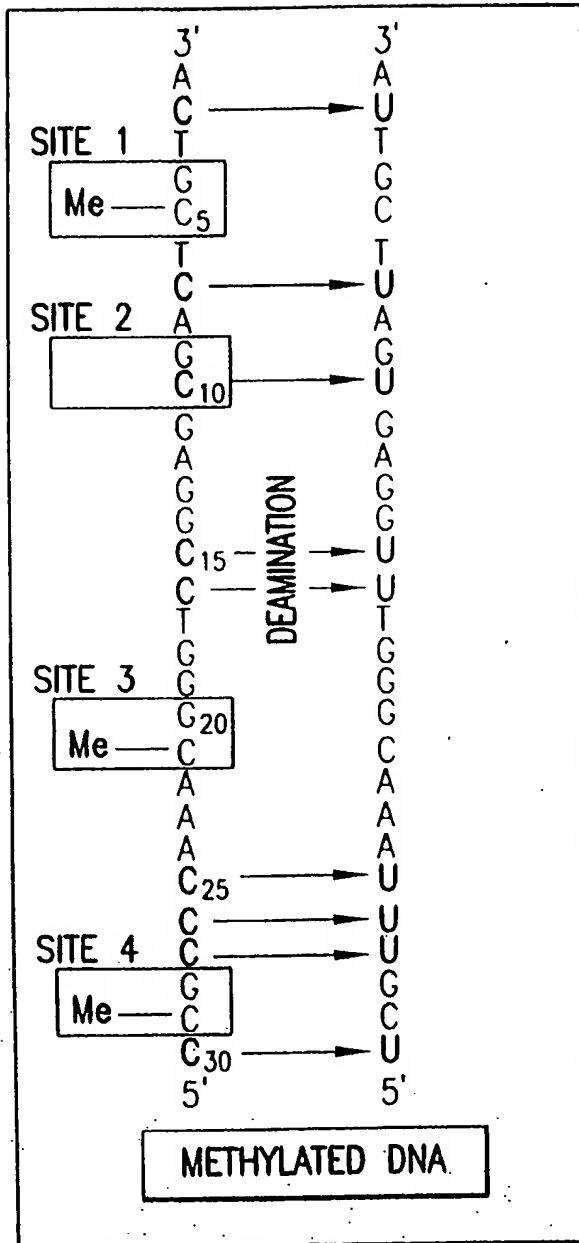 3' 3'
A A
C U
T T
SITE 1
G G
Me C5 C
T T
C U
A A
SITE 2
G G
C10 U
G G
A A
G G
G G
C15 U
DEAMINATION
C U
T T
G G
G G
SITE 3
G20 G
Me C C
A A
A A
A A
C25 U
C U
C U
SITE 4
G G
Me C C
C30 U
5' 5'
METHYLATED DNA